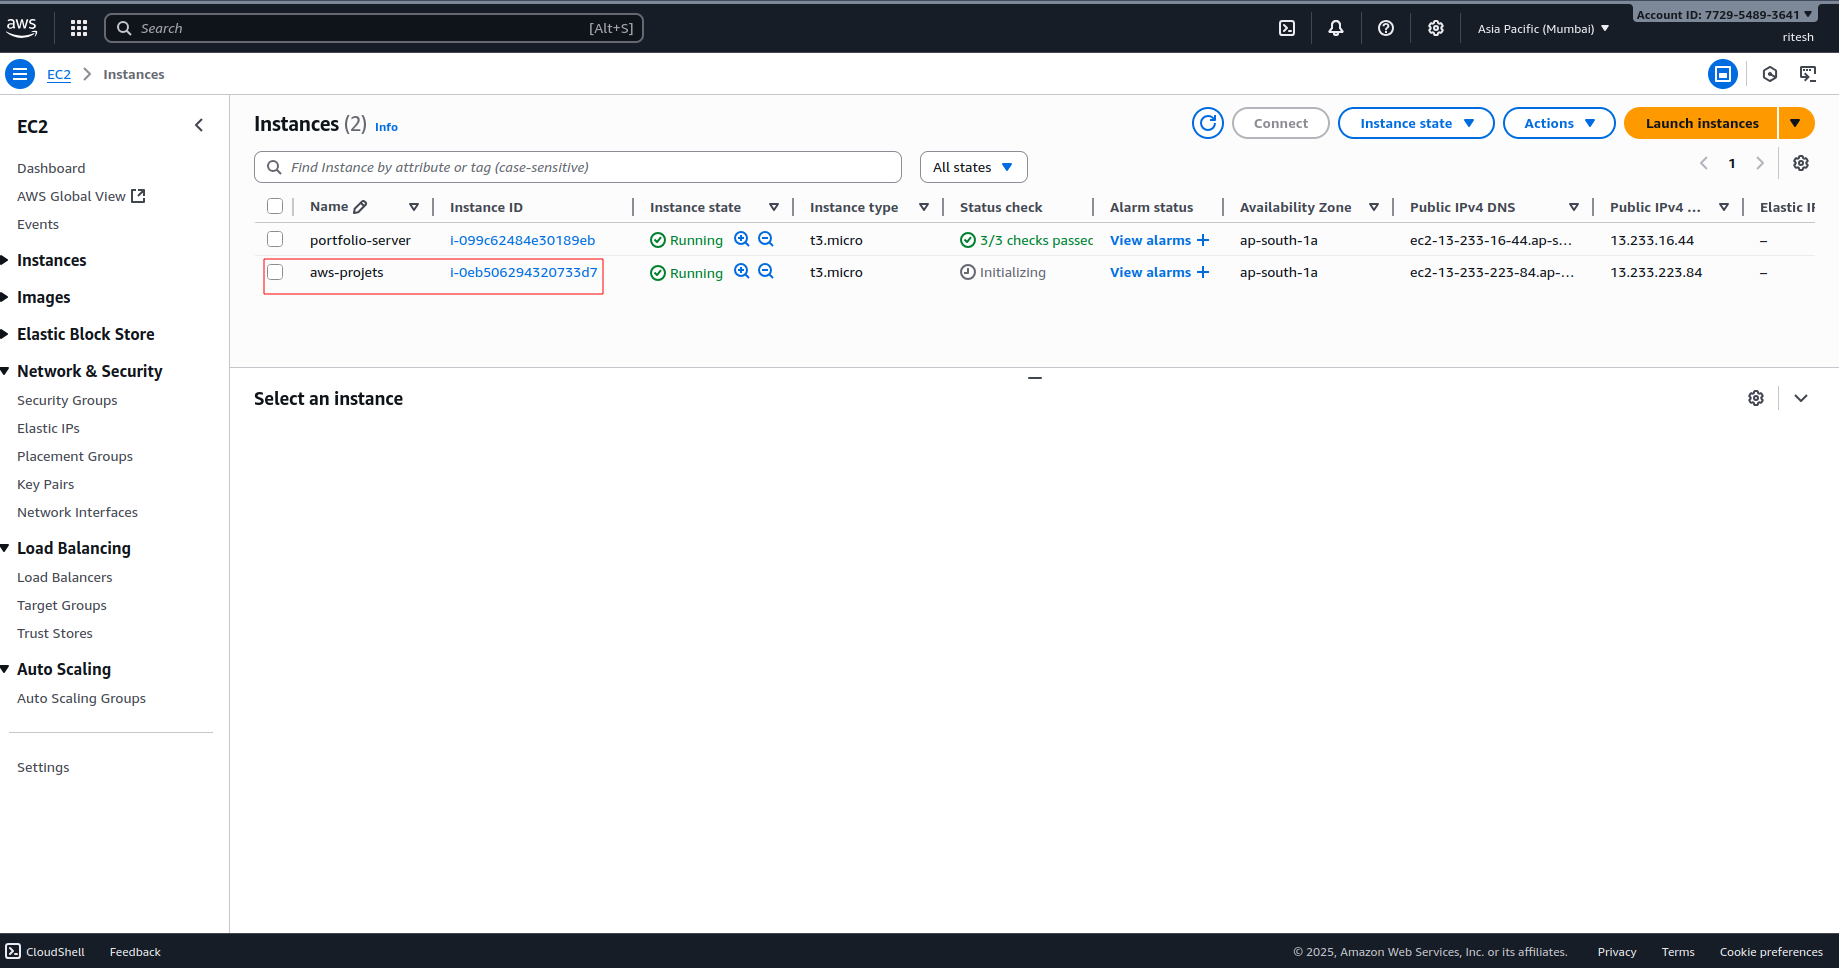 aws
Search [Alt+S]
Asia Pacific (Mumbai)
Account ID: 7729-5489-3641
ritesh
EC2 Instances
EC2
Dashboard
AWS Global View
Events
Instances
Images
Elastic Block Store
Network & Security
Security Groups
Elastic IPs
Placement Groups
Key Pairs
Network Interfaces
Load Balancing
Load Balancers
Target Groups
Trust Stores
Auto Scaling
Auto Scaling Groups
Settings
Instances (2) Info
Connect Instance state Actions Launch instances
Find Instance by attribute or tag (case-sensitive) All states 1
Name Instance ID Instance state Instance type Status check Alarm status Availability Zone Public IPv4 DNS Public IPv4 ... Elastic IP
portfolio-server i-099c62484e30189eb Running t3.micro 3/3 checks passec View alarms + ap-south-1a ec2-13-233-16-44.ap-s... 13.233.16.44 –
aws-projets i-0eb506294320733d7 Running t3.micro Initializing View alarms + ap-south-1a ec2-13-233-223-84.ap-... 13.233.223.84 –
Select an instance
CloudShell Feedback © 2025, Amazon Web Services, Inc. or its affiliates. Privacy Terms Cookie preferences